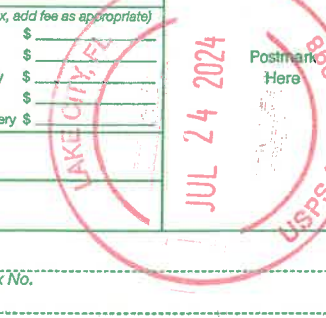 x, add fee as appropriate)
$
$
y $
$
ery $
Postmark
Here
LAKE CITY, FL
JUL 24 2024
USPS
x No.